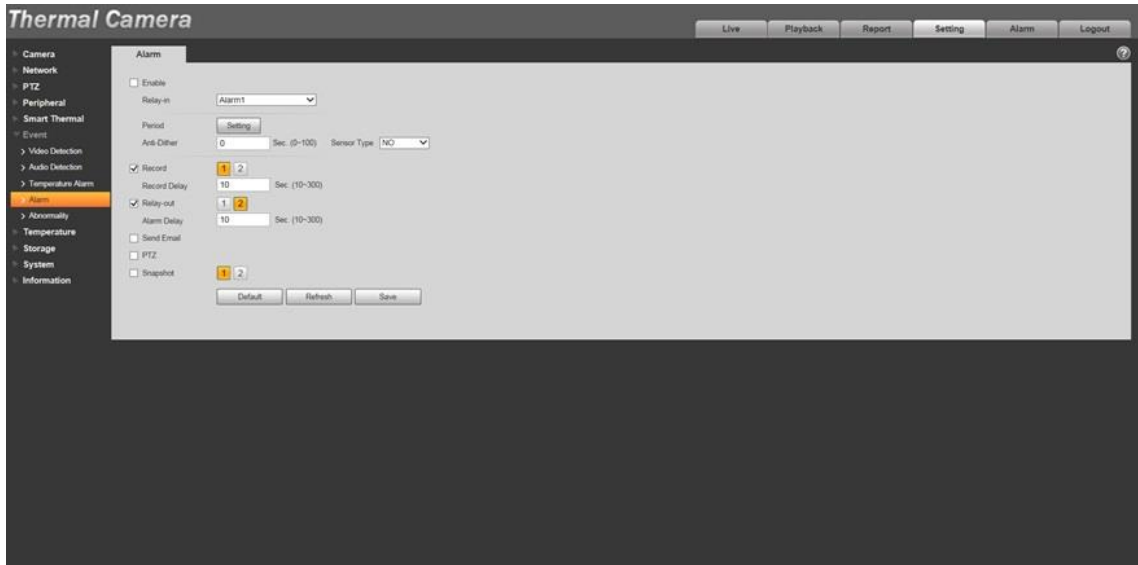 Thermal Camera
Live Playback Report Setting Alarm Logout
Camera
Network
PTZ
Peripheral
Smart Thermal
Event
Video Detection
Audio Detection
Temperature Alarm
Alarm
Abnormality
Temperature
Storage
System
Information
Alarm ?
Enable
Relay-in Alarm1
Period Setting
Anti-Dither 0 Sec. (0~100) Sensor Type NO
Record 1 2
Record Delay 10 Sec. (10~300)
Relay-out 1 2
Alarm Delay 10 Sec. (10~300)
Send Email
PTZ
Snapshot 1 2
Default Refresh Save